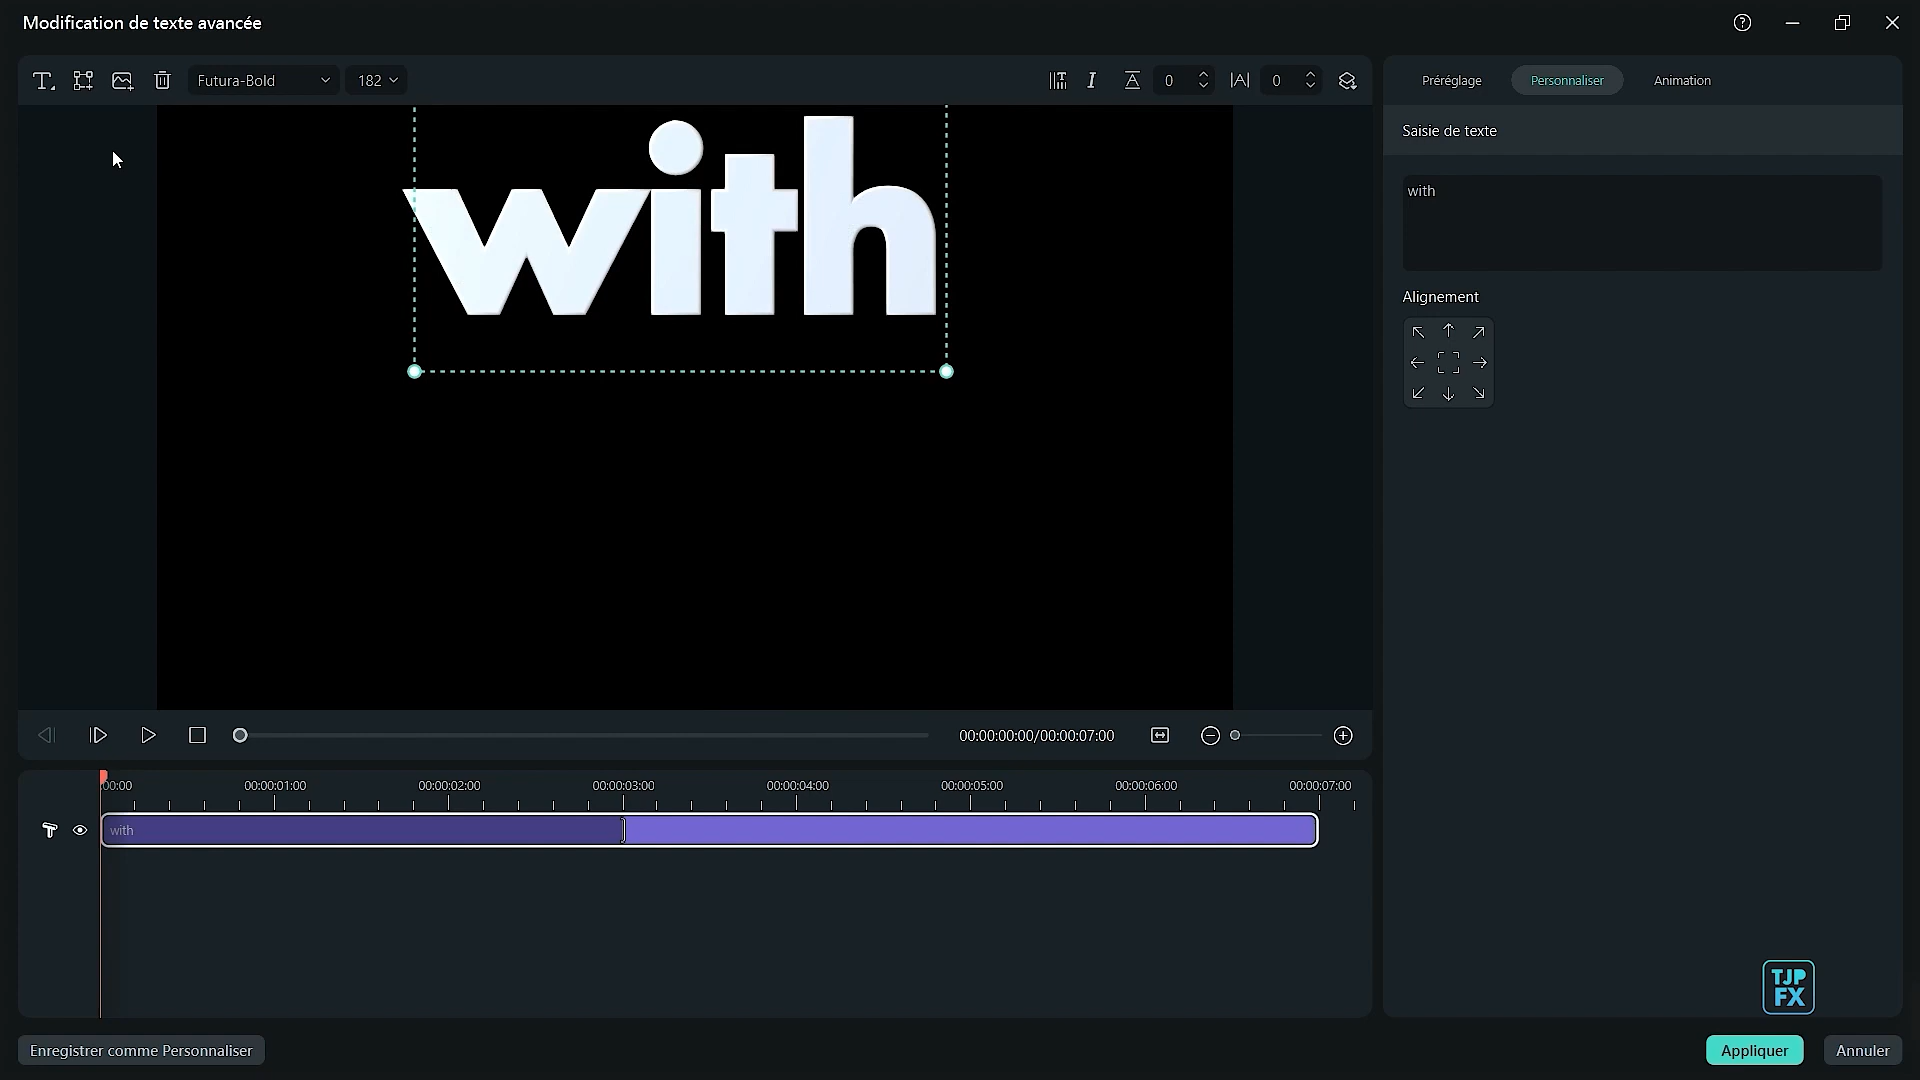 Modification de texte avancée
Futura-Bold
182
0
0
Préréglage
Personnaliser
Animation
Saisie de texte
with
with
Alignement
00:00:00:00/00:00:07:00
:00:00
00:00:01:00
00:00:02:00
00:00:03:00
00:00:04:00
00:00:05:00
00:00:06:00
00:00:07:00
with
TJP
FX
Enregistrer comme Personnaliser
Appliquer
Annuler